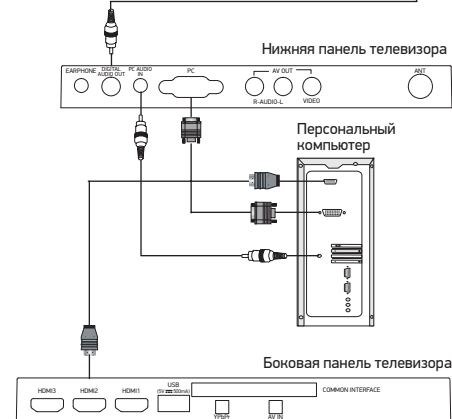 Нижняя панель телевизора
EARPHONE
DIGITAL
AUDIO OUT
PC AUDIO
IN
PC
AV OUT
R-AUDIO-L
VIDEO
ANT
Персональный
компьютер
Боковая панель телевизора
HDMI3
HDMI2
HDMI1
USB
(5V 500mA)
COMMON INTERFACE
YPbPr
AV IN